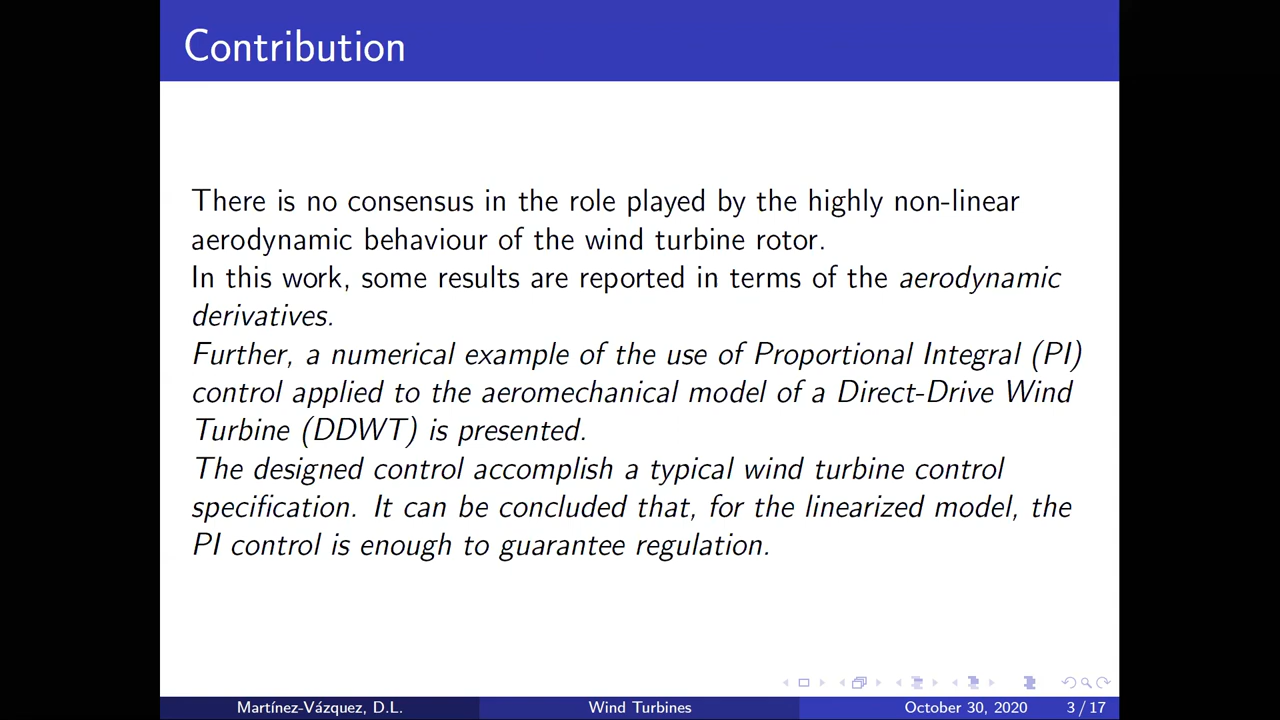 Contribution
There is no consensus in the role played by the highly non-linear
aerodynamic behaviour of the wind turbine rotor.
In this work, some results are reported in terms of the aerodynamic
derivatives.
Further, a numerical example of the use of Proportional Integral (PI)
control applied to the aeromechanical model of a Direct-Drive Wind
Turbine (DDWT) is presented.
The designed control accomplish a typical wind turbine control
specification. It can be concluded that, for the linearized model, the
PI control is enough to guarantee regulation.
Martínez-Vázquez, D.L. Wind Turbines October 30, 2020 3 / 17